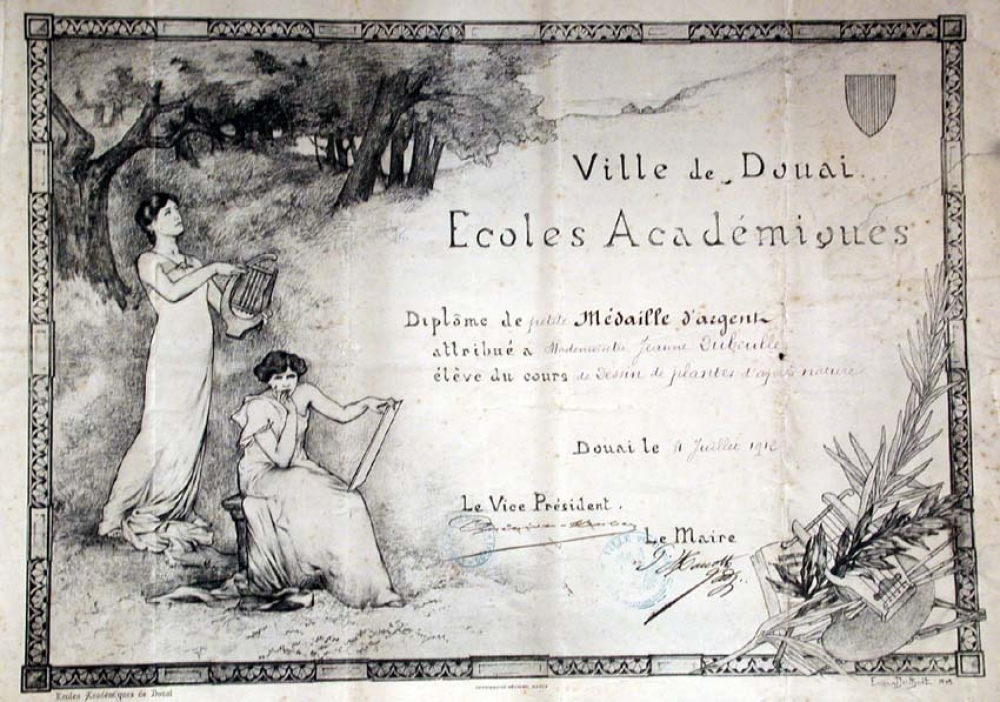 Ville de Douai
Ecoles Académiques
Diplôme de petite Médaille d'argent
attribué à Mademoiselle Jeanne
élève du cours de Dessin de plantes d'après nature
Douai le Juillet 1912
Le Vice Président.
Le Maire
VILLE
Ecoles Académiques de Douai